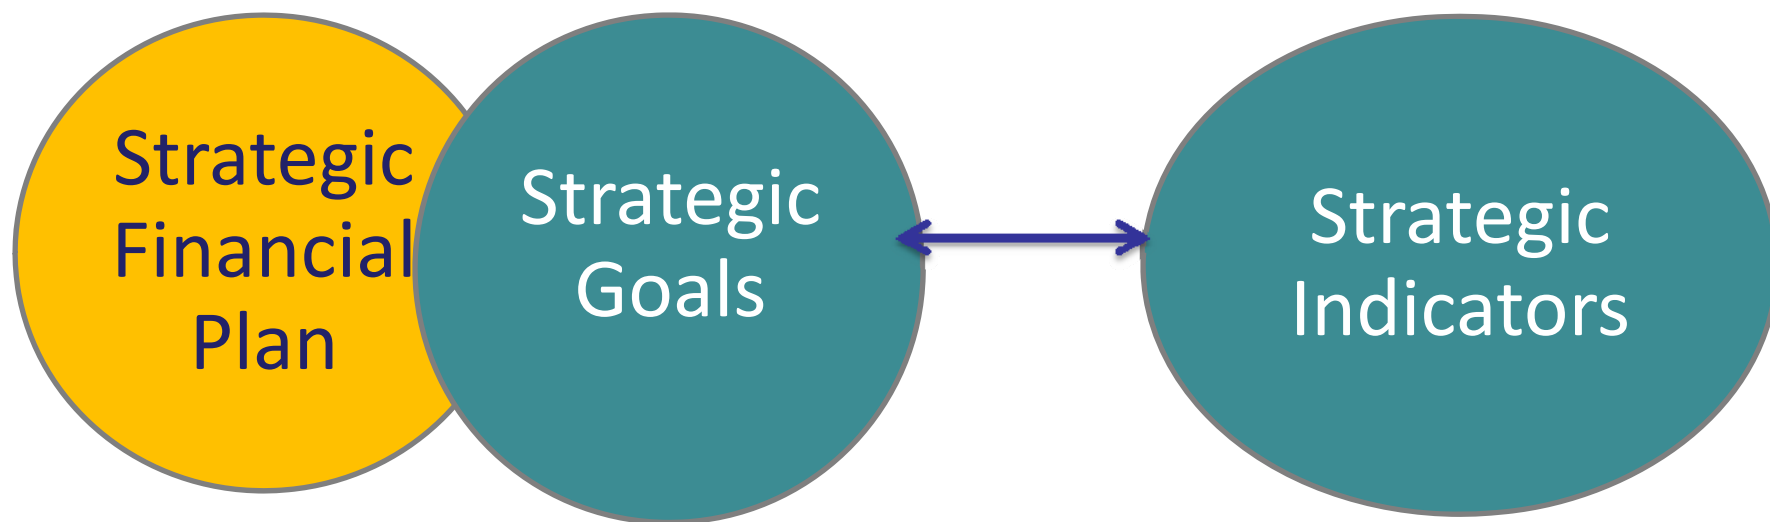 Strategic
Financial
Plan
Strategic
Goals
Strategic
Indicators